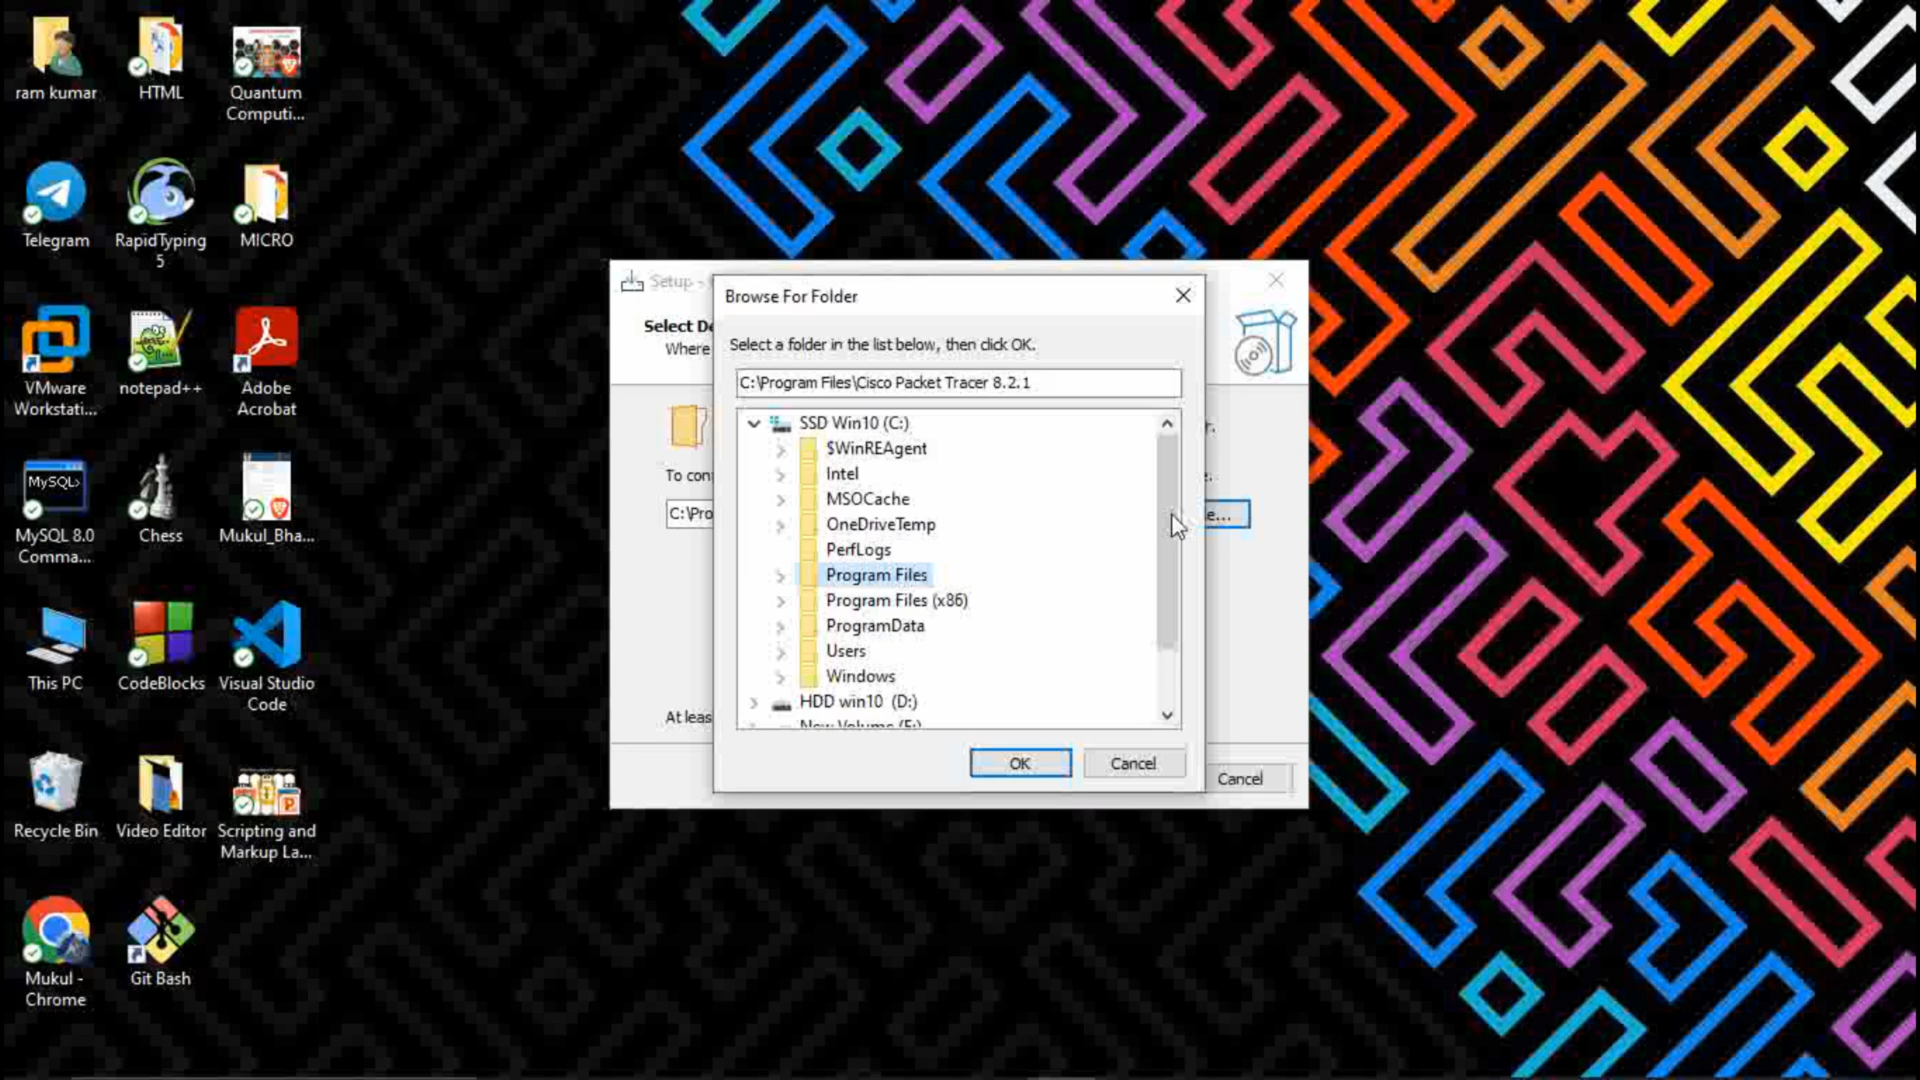 ram kumar
HTML
Quantum
Computi...
Telegram
RapidTyping
5
MICRO
VMware
Workstati...
notepad++
Adobe
Acrobat
MySQL>
MySQL 8.0
Comma...
Chess
Mukul_Bha...
This PC
CodeBlocks
Visual Studio
Code
Recycle Bin
Video Editor
Scripting and
Markup La...
Mukul -
Chrome
Git Bash
Setup -
Select De
Where
To con
C:\Pro
e...
At leas
Cancel
Browse For Folder
Select a folder in the list below, then click OK.
C:\Program Files\Cisco Packet Tracer 8.2.1
SSD Win10 (C:)
$WinREAgent
Intel
MSOCache
OneDriveTemp
PerfLogs
Program Files
Program Files (x86)
ProgramData
Users
Windows
HDD win10 (D:)
OK
Cancel